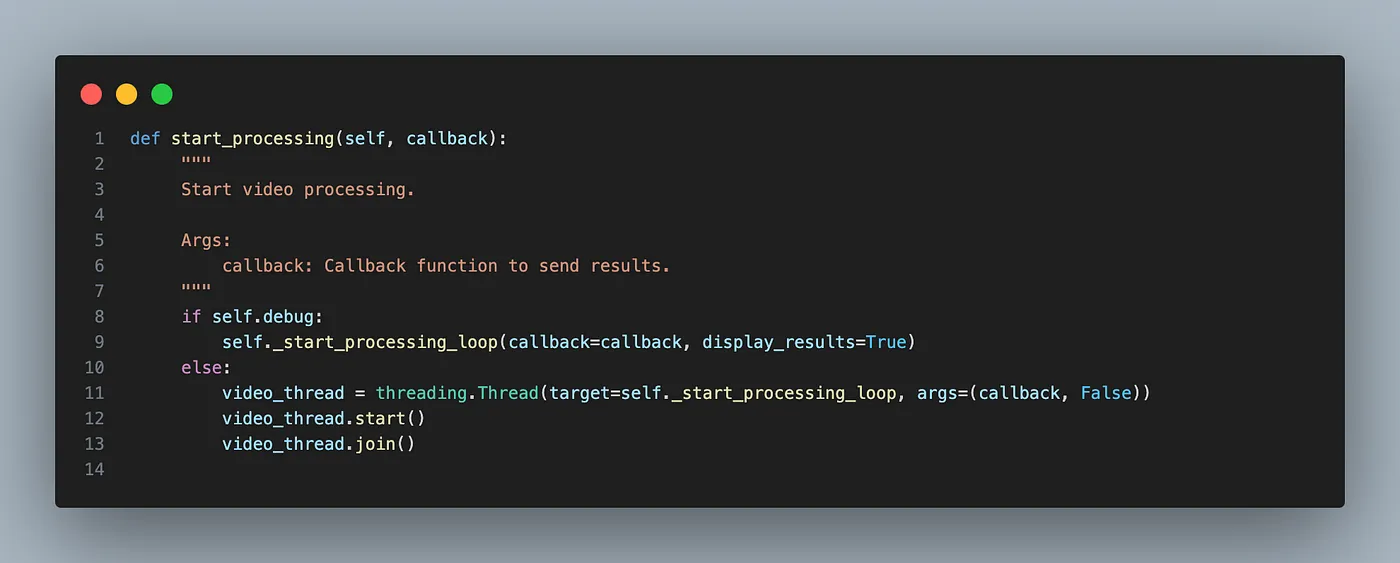 1 def start_processing(self, callback):
2     """
3     Start video processing.
4
5     Args:
6         callback: Callback function to send results.
7     """
8     if self.debug:
9         self._start_processing_loop(callback=callback, display_results=True)
10     else:
11         video_thread = threading.Thread(target=self._start_processing_loop, args=(callback, False))
12         video_thread.start()
13         video_thread.join()
14